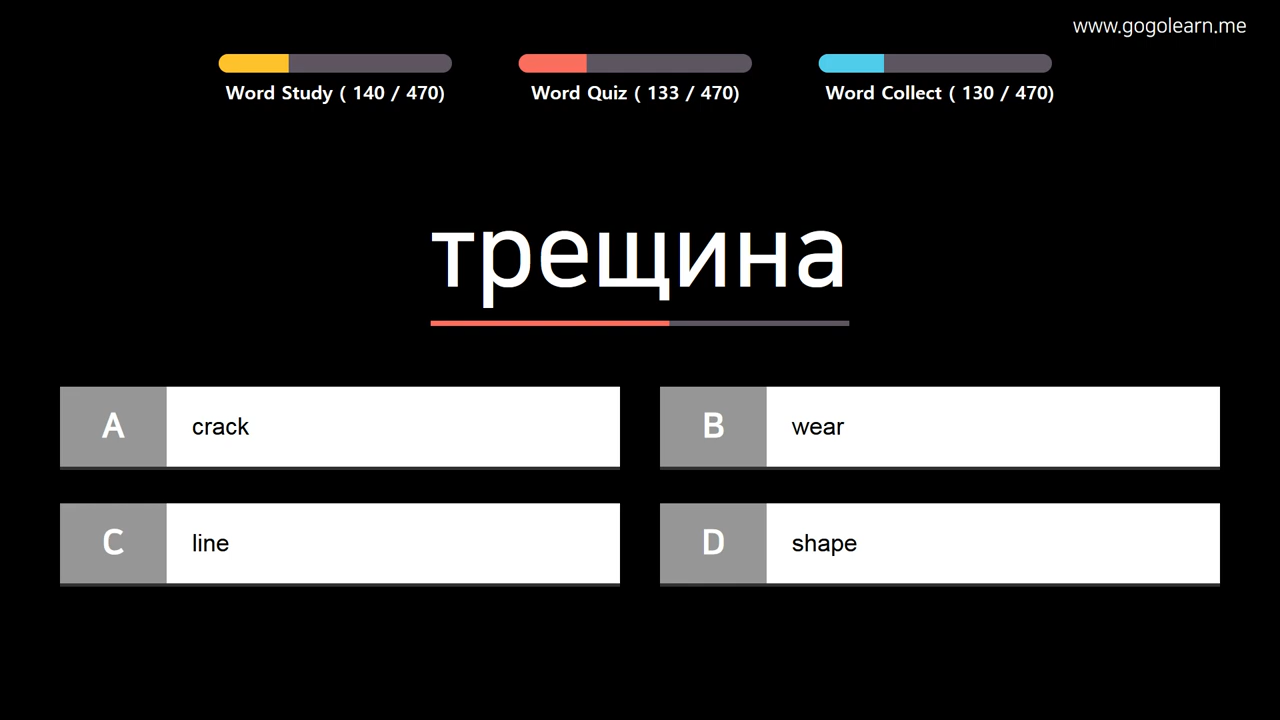 www.gogolearn.me
Word Study ( 140 / 470)
Word Quiz ( 133 / 470)
Word Collect ( 130 / 470)
трещина
A crack
B wear
C line
D shape